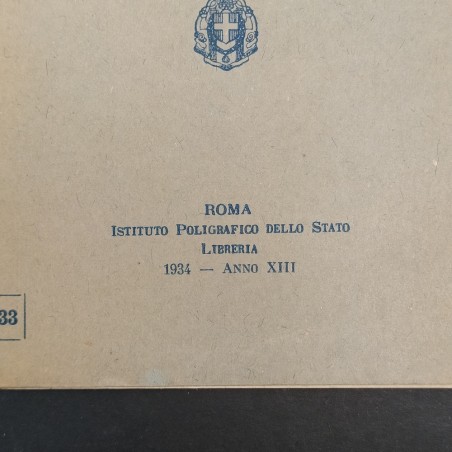 ROMA
ISTITUTO POLIGRAFICO DELLO STATO
LIBRERIA
1934 — ANNO XIII
33